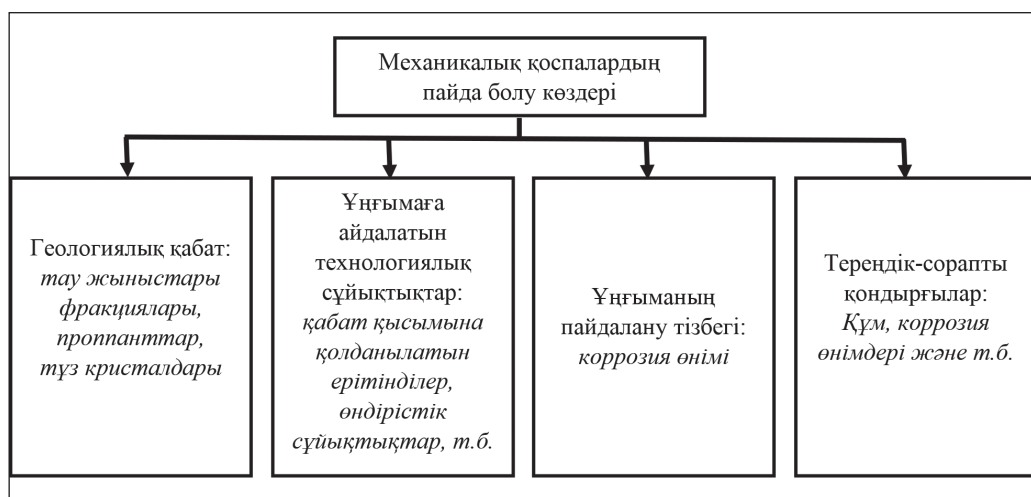 Механикалық қоспалардың
пайда болу көздері
Геологиялық қабат:
тау жыныстары
фракциялары,
проппанттар,
тұз кристалдары
Ұңғымаға
айдалатын
технологиялық
сұйықтықтар:
қабат қысымына
қолданылатын
ерітінділер,
өндірістік
сұйықтықтар, т.б.
Ұңғыманың
пайдалану тізбегі:
коррозия өнімі
Тереңдік-сорапты
қондырғылар:
Құм, коррозия
өнімдері және т.б.